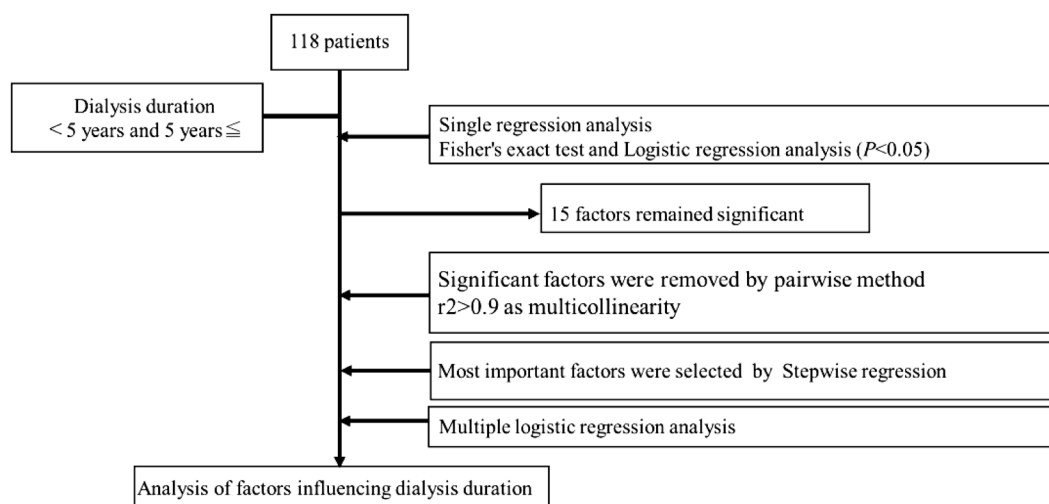 118 patients
Dialysis duration
< 5 years and 5 years≦
Single regression analysis
Fisher's exact test and Logistic regression analysis (P<0.05)
15 factors remained significant
Significant factors were removed by pairwise method
r2>0.9 as multicollinearity
Most important factors were selected by Stepwise regression
Multiple logistic regression analysis
Analysis of factors influencing dialysis duration